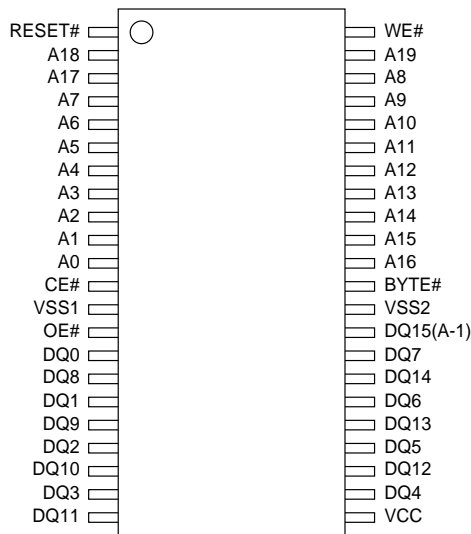 RESET# WE#
A18 A19
A17 A8
A7 A9
A6 A10
A5 A11
A4 A12
A3 A13
A2 A14
A1 A15
A0 A16
CE# BYTE#
VSS1 VSS2
OE# DQ15(A-1)
DQ0 DQ7
DQ8 DQ14
DQ1 DQ6
DQ9 DQ13
DQ2 DQ5
DQ10 DQ12
DQ3 DQ4
DQ11 VCC